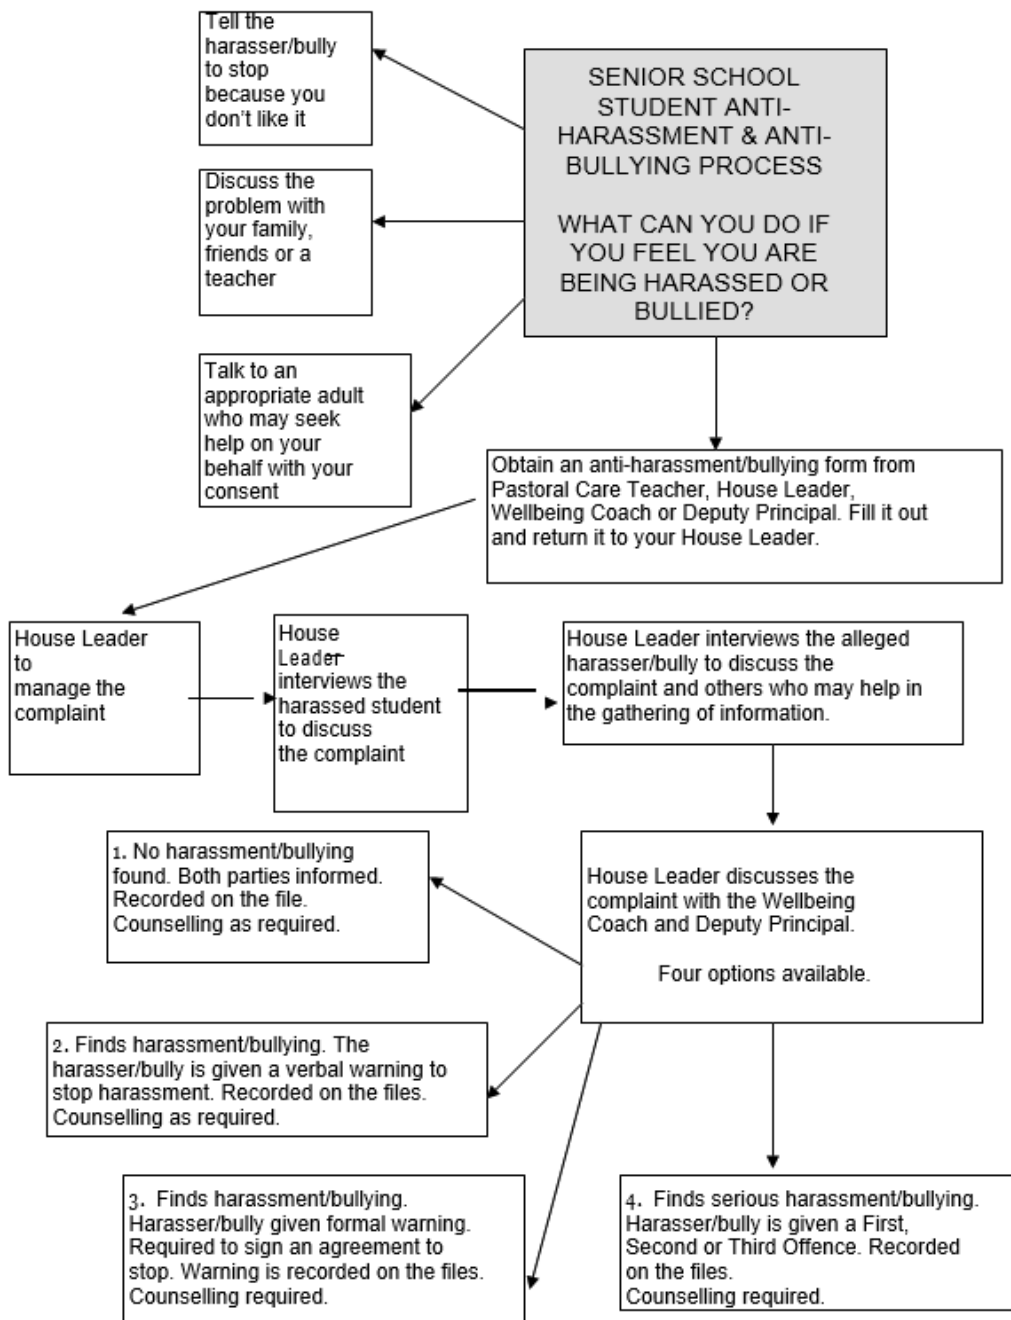 Tell the
harasser/bully
to stop
because you
don't like it
SENIOR SCHOOL
STUDENT ANTI-
HARASSMENT & ANTI-
BULLYING PROCESS
WHAT CAN YOU DO IF
YOU FEEL YOU ARE
BEING HARASSED OR
BULLIED?
Discuss the
problem with
your family,
friends or a
teacher
Talk to an
appropriate adult
who may seek
help on your
behalf with your
consent
Obtain an anti-harassment/bullying form from
Pastoral Care Teacher, House Leader,
Wellbeing Coach or Deputy Principal. Fill it out
and return it to your House Leader.
House Leader
to
manage the
complaint
House
Leader
interviews the
harassed student
to discuss
the complaint
House Leader interviews the alleged
harasser/bully to discuss the
complaint and others who may help in
the gathering of information.
House Leader discusses the
complaint with the Wellbeing
Coach and Deputy Principal.
Four options available.
1. No harassment/bullying
found. Both parties informed.
Recorded on the file.
Counselling as required.
2. Finds harassment/bullying. The
harasser/bully is given a verbal warning to
stop harassment. Recorded on the files.
Counselling as required.
3. Finds harassment/bullying.
Harasser/bully given formal warning.
Required to sign an agreement to
stop. Warning is recorded on the files.
Counselling required.
4. Finds serious harassment/bullying.
Harasser/bully is given a First,
Second or Third Offence. Recorded
on the files.
Counselling required.